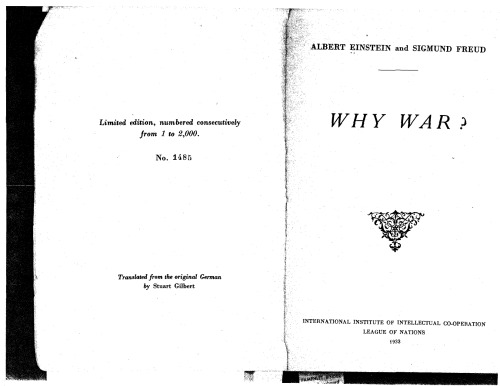 Limited edition, numbered consecutively
from 1 to 2,000.
No. 1485
Translated from the original German
by Stuart Gilbert
ALBERT EINSTEIN and SIGMUND FREUD
WHY WAR?
INTERNATIONAL INSTITUTE OF INTELLECTUAL CO-OPERATION
LEAGUE OF NATIONS
1933